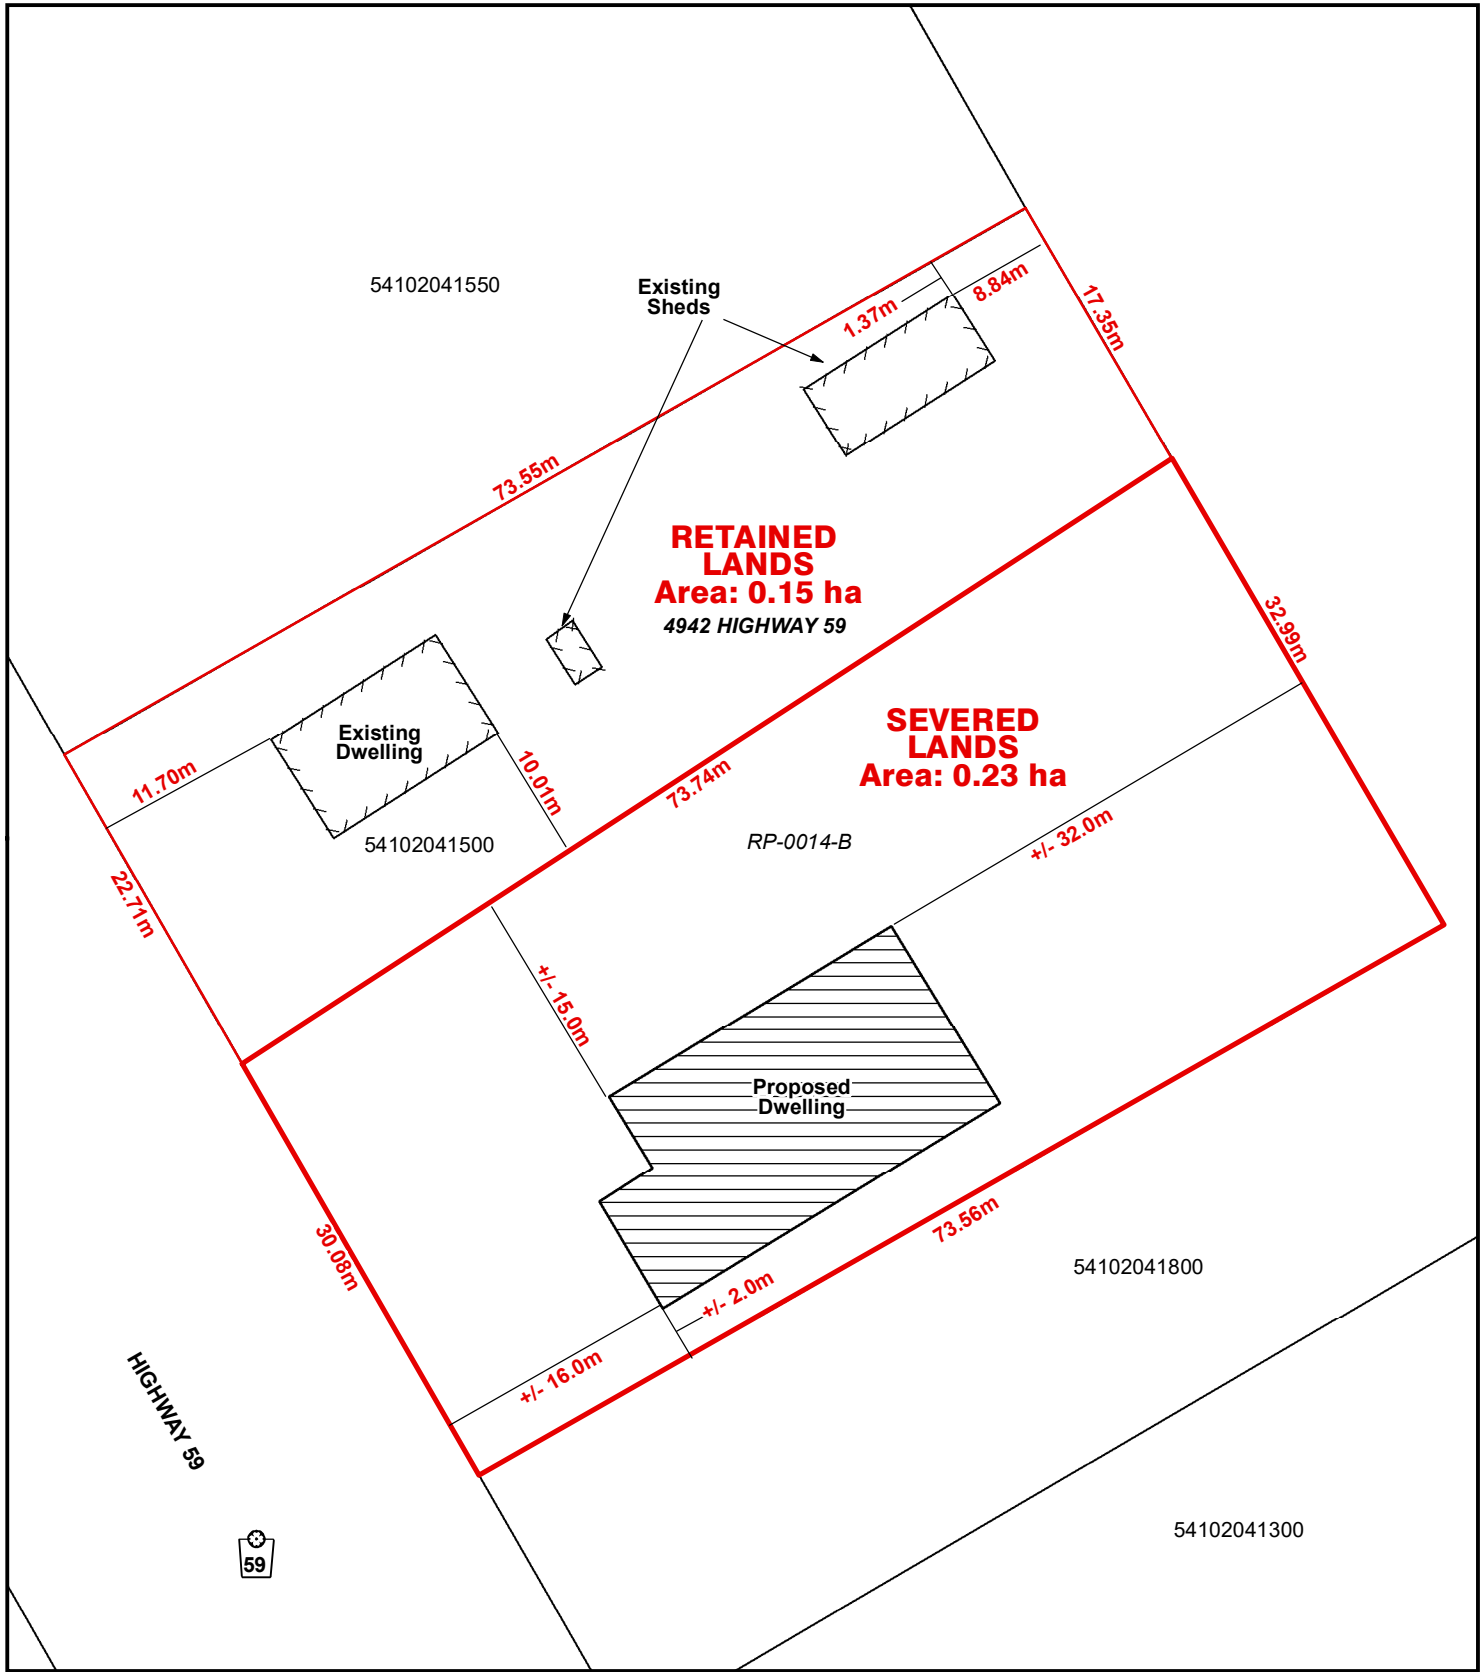 54102041550
Existing
Sheds
1.37m
8.84m
17.35m
73.55m
RETAINED
LANDS
Area: 0.15 ha
4942 HIGHWAY 59
32.99m
Existing
Dwelling
11.70m
10.01m
73.74m
SEVERED
LANDS
Area: 0.23 ha
54102041500
RP-0014-B
+/- 32.0m
22.71m
+/- 15.0m
Proposed
Dwelling
30.08m
73.56m
54102041800
+/- 2.0m
+/- 16.0m
HIGHWAY 59
59
54102041300